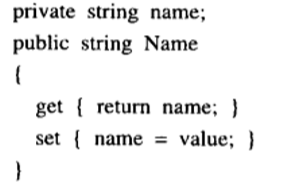 private string name;
public string Name
{
get { return name; }
set { name = value; }
}